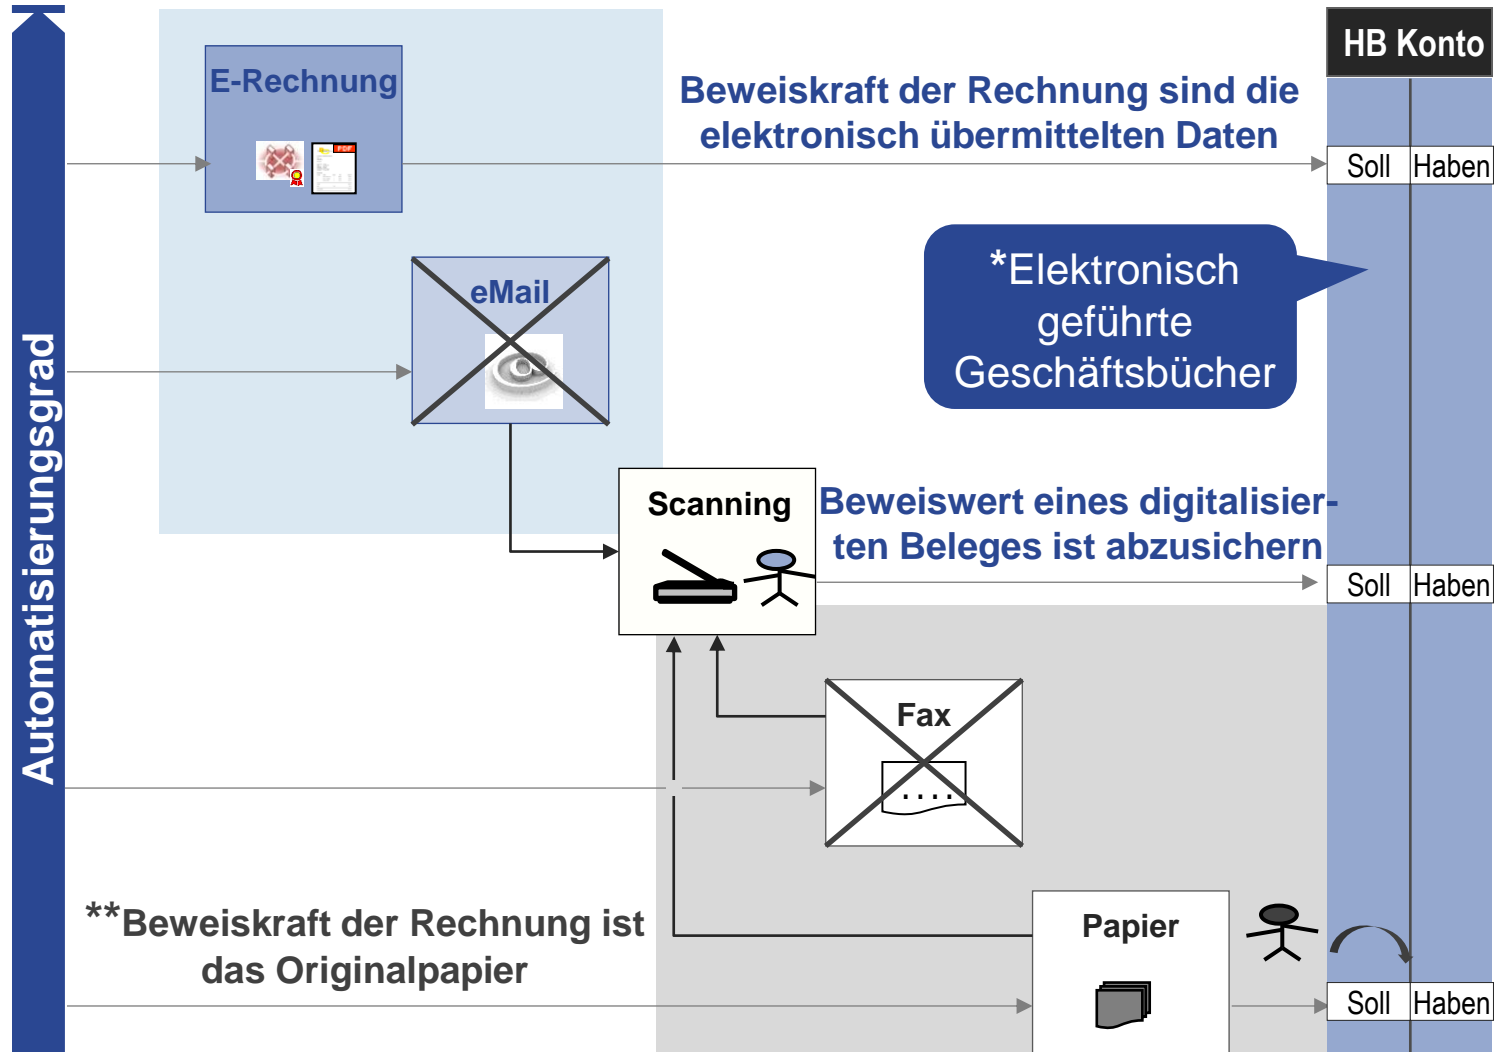 HB Konto
E-Rechnung
PDF
Beweiskraft der Rechnung sind die
elektronisch übermittelten Daten
Soll Haben
*Elektronisch
geführte
Geschäftsbücher
eMail
Automatisierungsgrad
Scanning
Beweiswert eines digitalisier-
ten Beleges ist abzusichern
Soll Haben
Fax
....
**Beweiskraft der Rechnung ist
das Originalpapier
Papier
Soll Haben